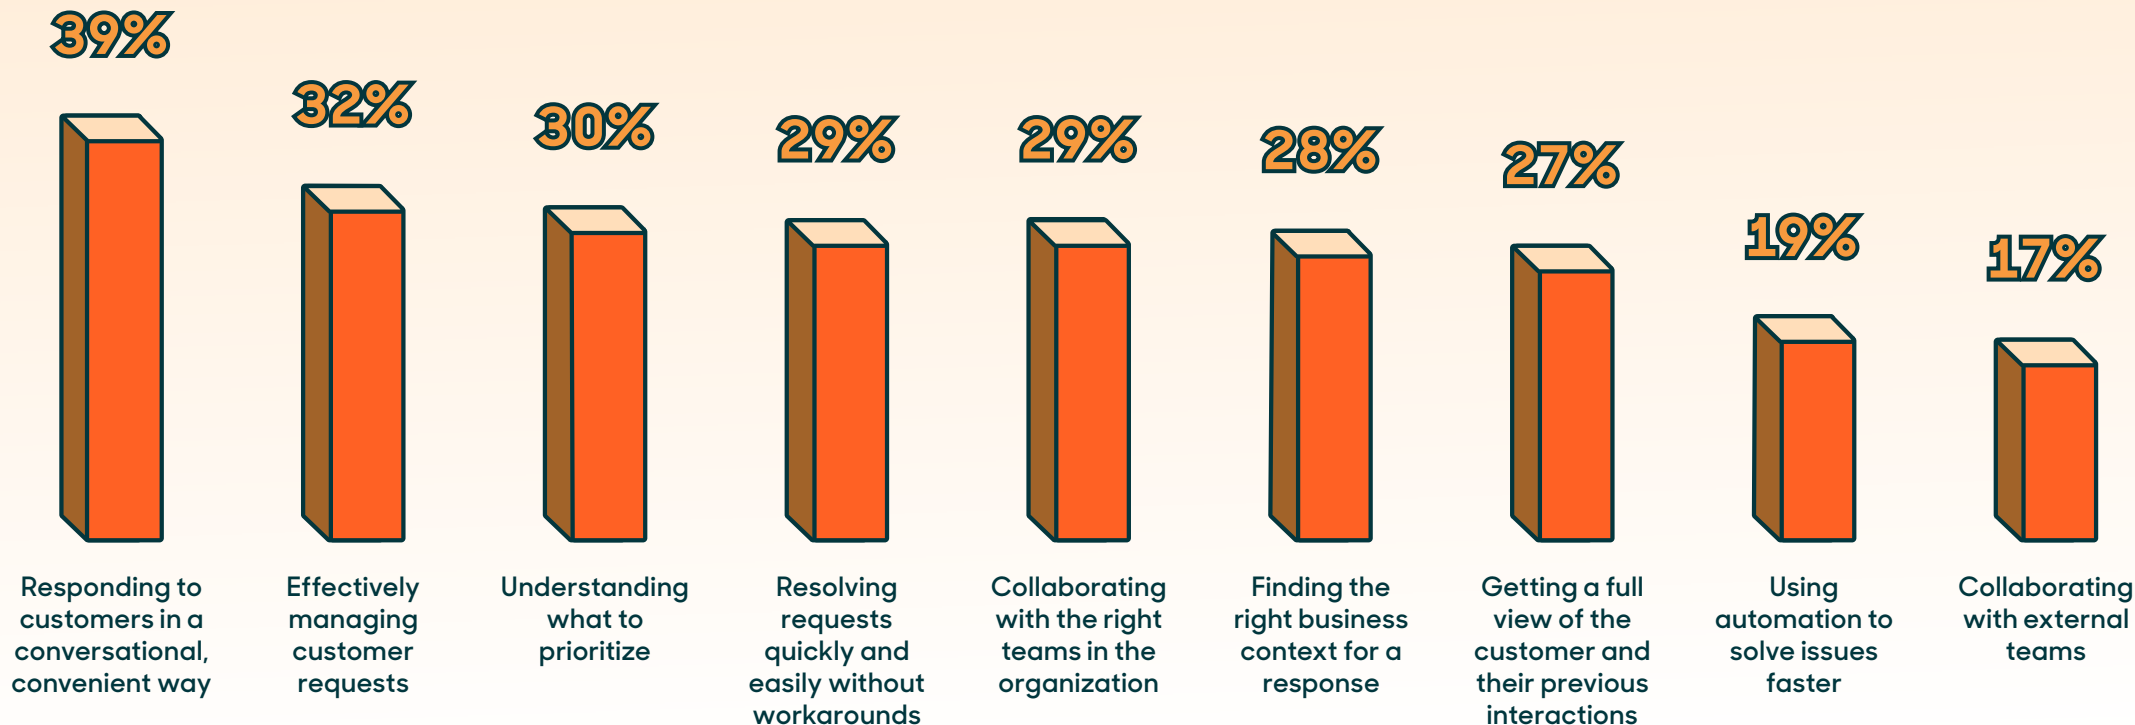 39%
32%
30%
29%
29%
28%
27%
19%
17%
Responding to
customers in a
conversational,
convenient way
Effectively
managing
customer
requests
Understanding
what to
prioritize
Resolving
requests
quickly and
easily without
workarounds
Collaborating
with the right
teams in the
organization
Finding the
right business
context for a
response
Getting a full
view of the
customer and
their previous
interactions
Using
automation to
solve issues
faster
Collaborating
with external
teams